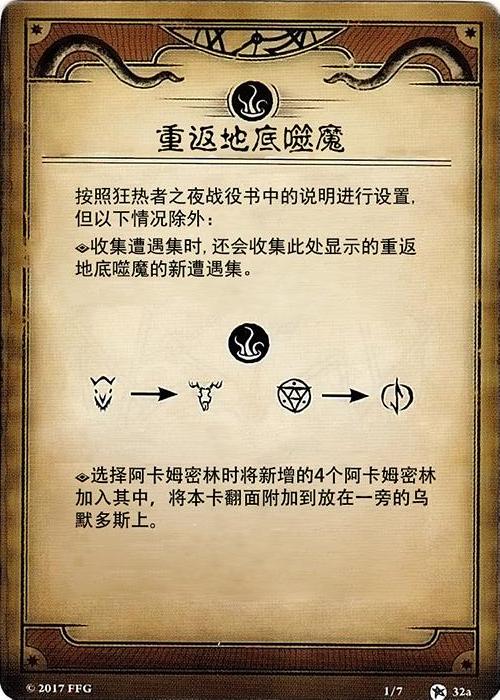 重返地底噬魔
按照狂热者之夜战役书中的说明进行设置,
但以下情况除外:
收集遭遇集时,还会收集此处显示的重返
地底噬魔的新遭遇集。
选择阿卡姆密林时将新增的4个阿卡姆密林
加入其中，将本卡翻面附加到放在一旁的乌
默多斯上。
© 2017 FFG
1/7
32a